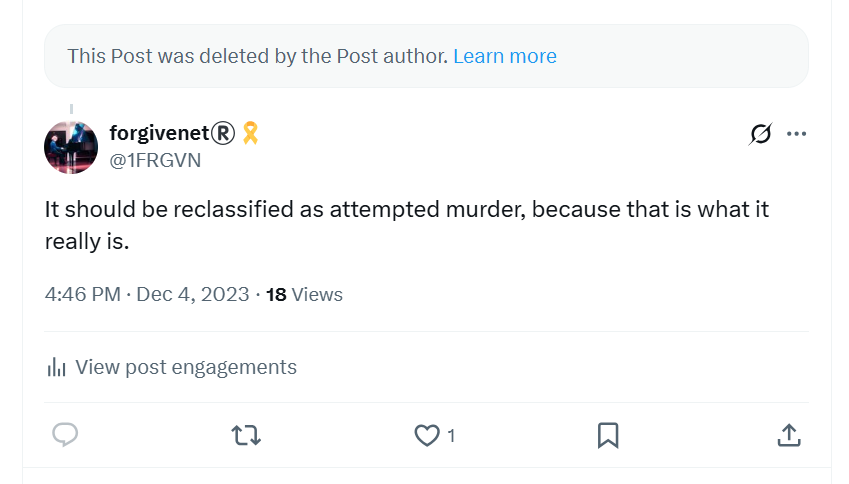 This Post was deleted by the Post author. Learn more
forgivenet®🎗
@1FRGVN
It should be reclassified as attempted murder, because that is what it
really is.
4:46 PM · Dec 4, 2023 · 18 Views
View post engagements
1